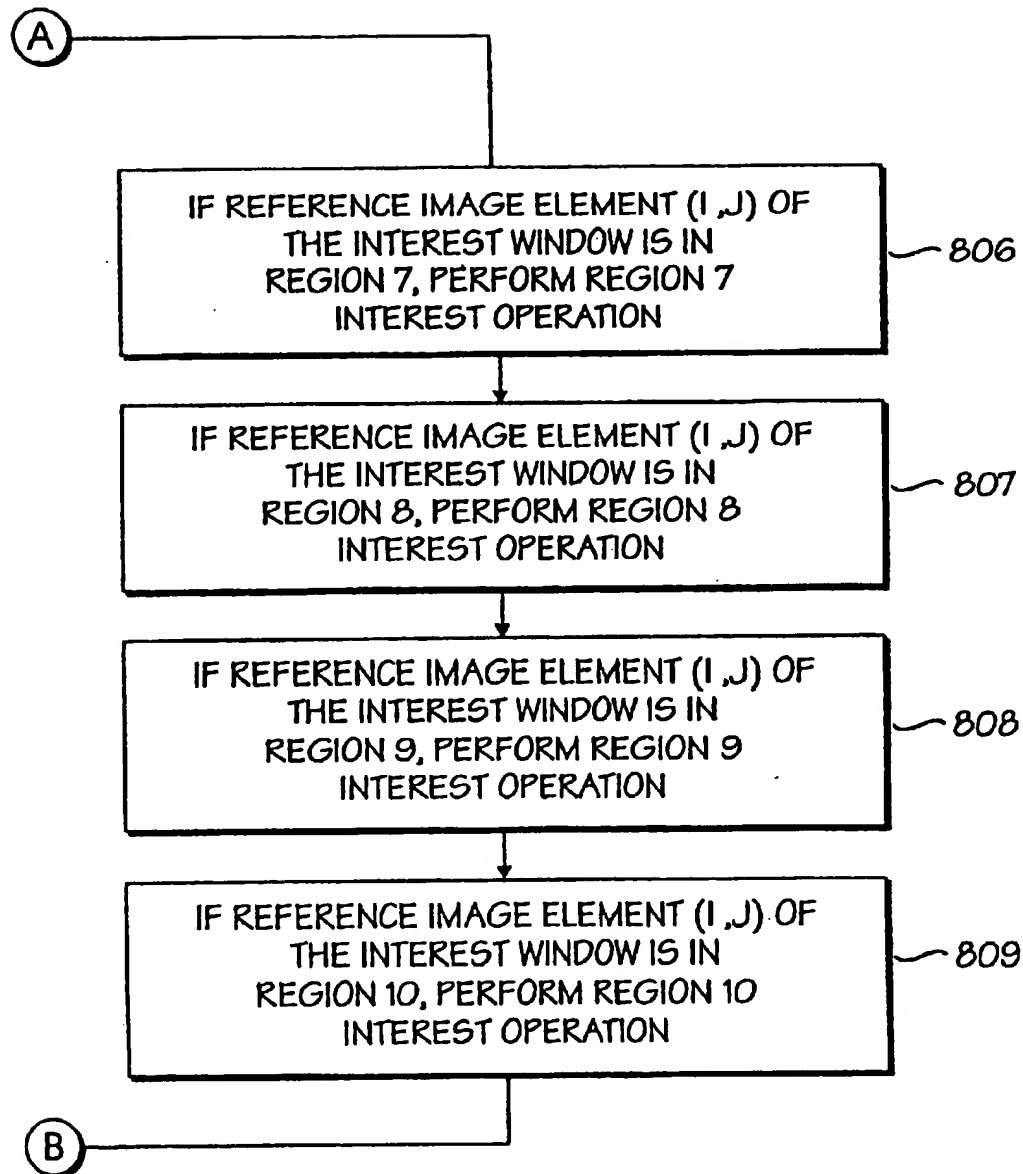 A
IF REFERENCE IMAGE ELEMENT (I ,J) OF
THE INTEREST WINDOW IS IN
REGION 7, PERFORM REGION 7
INTEREST OPERATION
806
IF REFERENCE IMAGE ELEMENT (I ,J) OF
THE INTEREST WINDOW IS IN
REGION 8, PERFORM REGION 8
INTEREST OPERATION
807
IF REFERENCE IMAGE ELEMENT (I ,J) OF
THE INTEREST WINDOW IS IN
REGION 9, PERFORM REGION 9
INTEREST OPERATION
808
IF REFERENCE IMAGE ELEMENT (I ,J) OF
THE INTEREST WINDOW IS IN
REGION 10, PERFORM REGION 10
INTEREST OPERATION
809
B